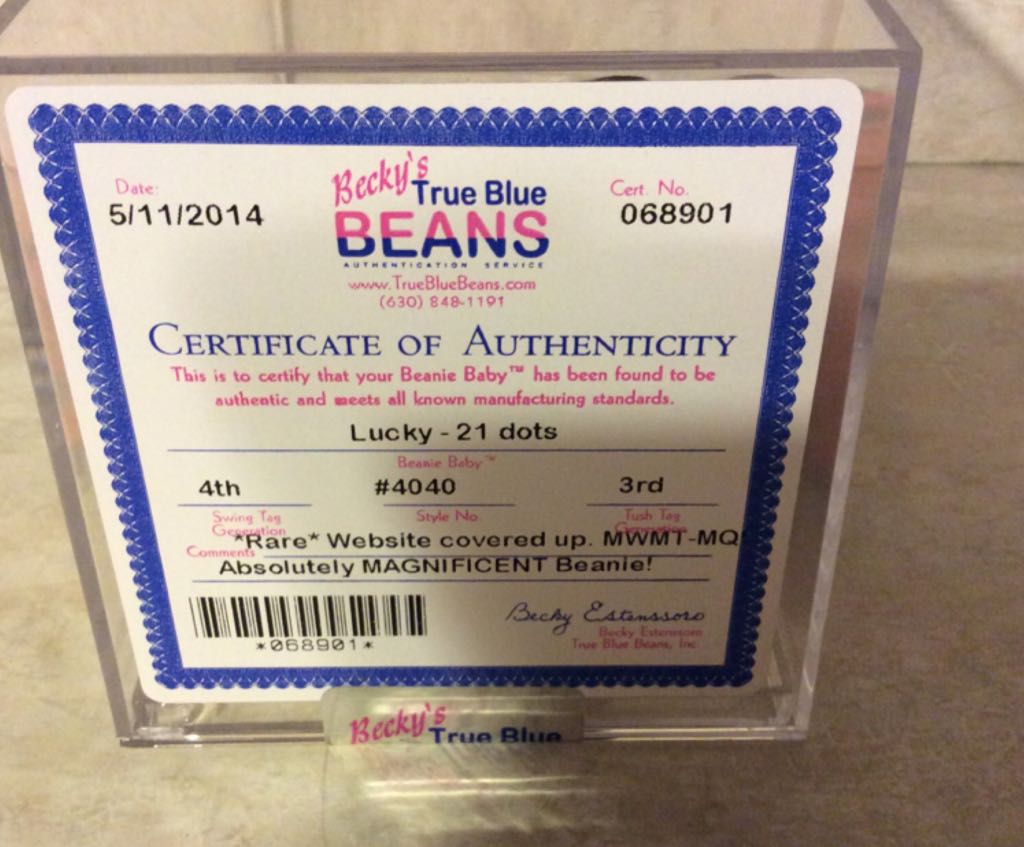 Date:
5/11/2014
Becky's
True Blue
BEANS
AUTHENTICATION SERVICE
www.TrueBlueBeans.com
(630) 848-1191
Cert. No.
068901
CERTIFICATE OF AUTHENTICITY
This is to certify that your Beanie Baby™ has been found to be
authentic and meets all known manufacturing standards.
Lucky - 21 dots
Beanie Baby™
4th #4040 3rd
Swing Tag Style No. Tush Tag
Generation Generation
Comments *Rare* Website covered up. MWMT-MQ!
Absolutely MAGNIFICENT Beanie!
*068901*
Becky Estenssoro
Becky Estenssoro
True Blue Beans, Inc.
Becky's
True Blue